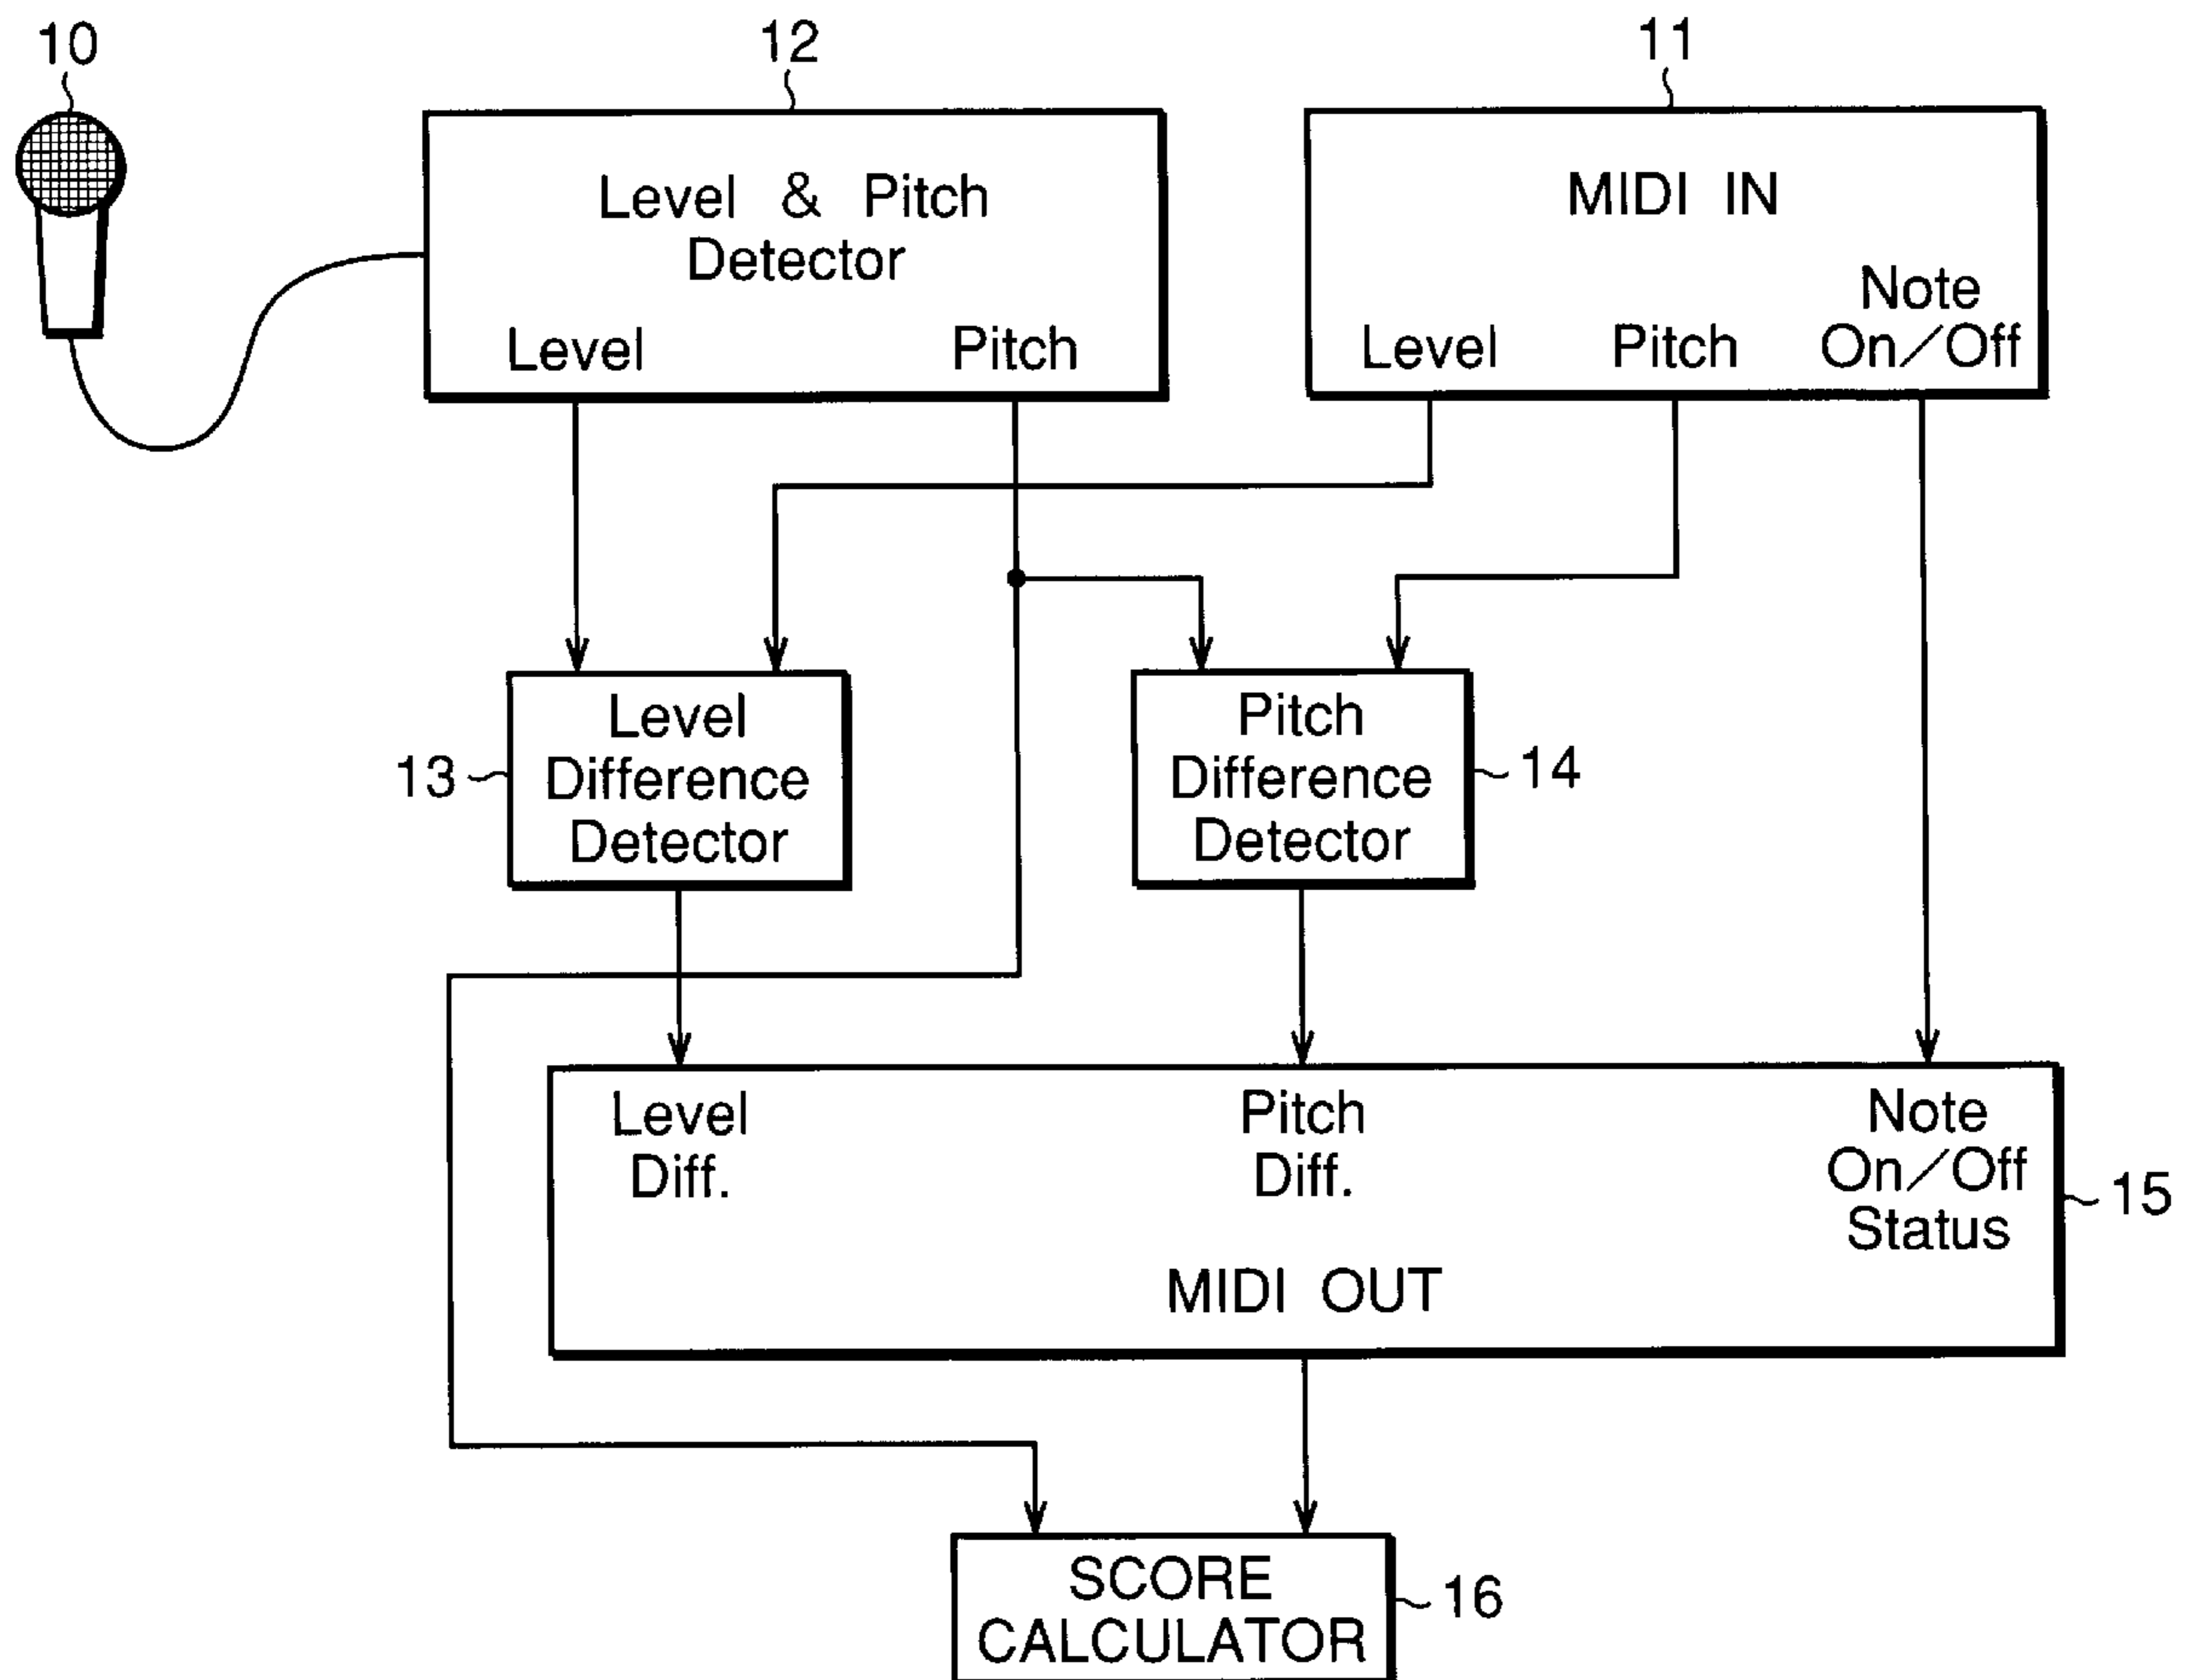 10
12
11
Level & Pitch
Detector
Level
Pitch
MIDI IN
Note
On/Off
Level
Pitch
13
Level
Difference
Detector
Pitch
Difference
Detector
14
Level
Diff.
Pitch
Diff.
Note
On/Off
Status
MIDI OUT
15
SCORE
CALCULATOR
16